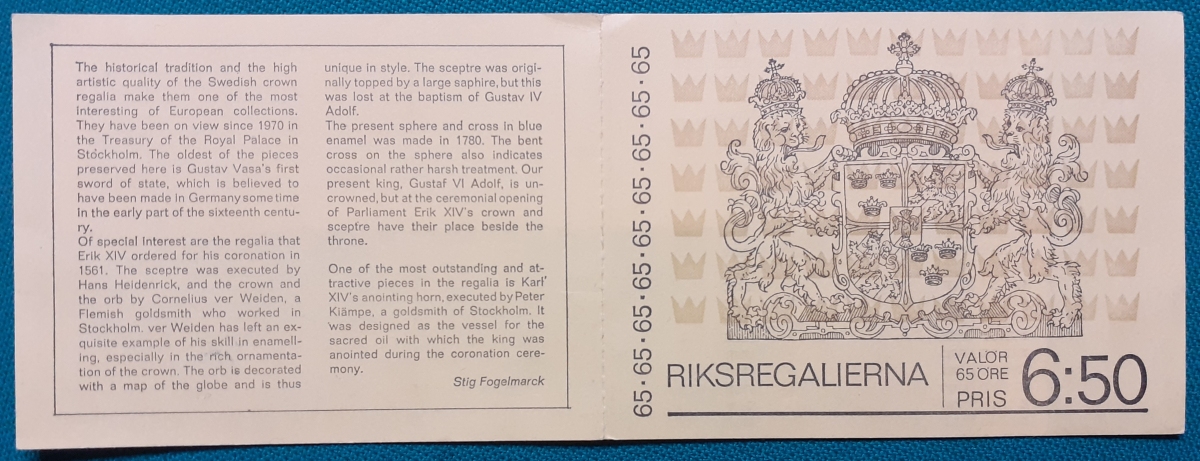 The historical tradition and the high
artistic quality of the Swedish crown
regalia make them one of the most
interesting of European collections.
They have been on view since 1970 in
the Treasury of the Royal Palace in
Stockholm. The oldest of the pieces
preserved here is Gustav Vasa's first
sword of state, which is believed to
have been made in Germany some time
in the early part of the sixteenth centu-
ry.
Of special interest are the regalia that
Erik XIV ordered for his coronation in
1561. The sceptre was executed by
Hans Heidenrick, and the crown and
the orb by Cornelius ver Weiden, a
Flemish goldsmith who worked in
Stockholm. ver Weiden has left an ex-
quisite example of his skill in enamell-
ing, especially in the rich ornamenta-
tion of the crown. The orb is decorated
with a map of the globe and is thus
unique in style. The sceptre was origi-
nally topped by a large saphire, but this
was lost at the baptism of Gustav IV
Adolf.
The present sphere and cross in blue
enamel was made in 1780. The bent
cross on the sphere also indicates
occasional rather harsh treatment. Our
present king, Gustaf VI Adolf, is un-
crowned, but at the ceremonial opening
of Parliament Erik XIV's crown and
sceptre have their place beside the
throne.
One of the most outstanding and at-
tractive pieces in the regalia is Karl
XIV's anointing horn, executed by Peter
Klämpe, a goldsmith of Stockholm. It
was designed as the vessel for the
sacred oil with which the king was
anointed during the coronation cere-
mony.
Stig Fogelmarck
65·65·65·65·65·65·65·65·65·65
RIKSREGALIERNA
VALÖR
65 ÖRE
PRIS
6:50